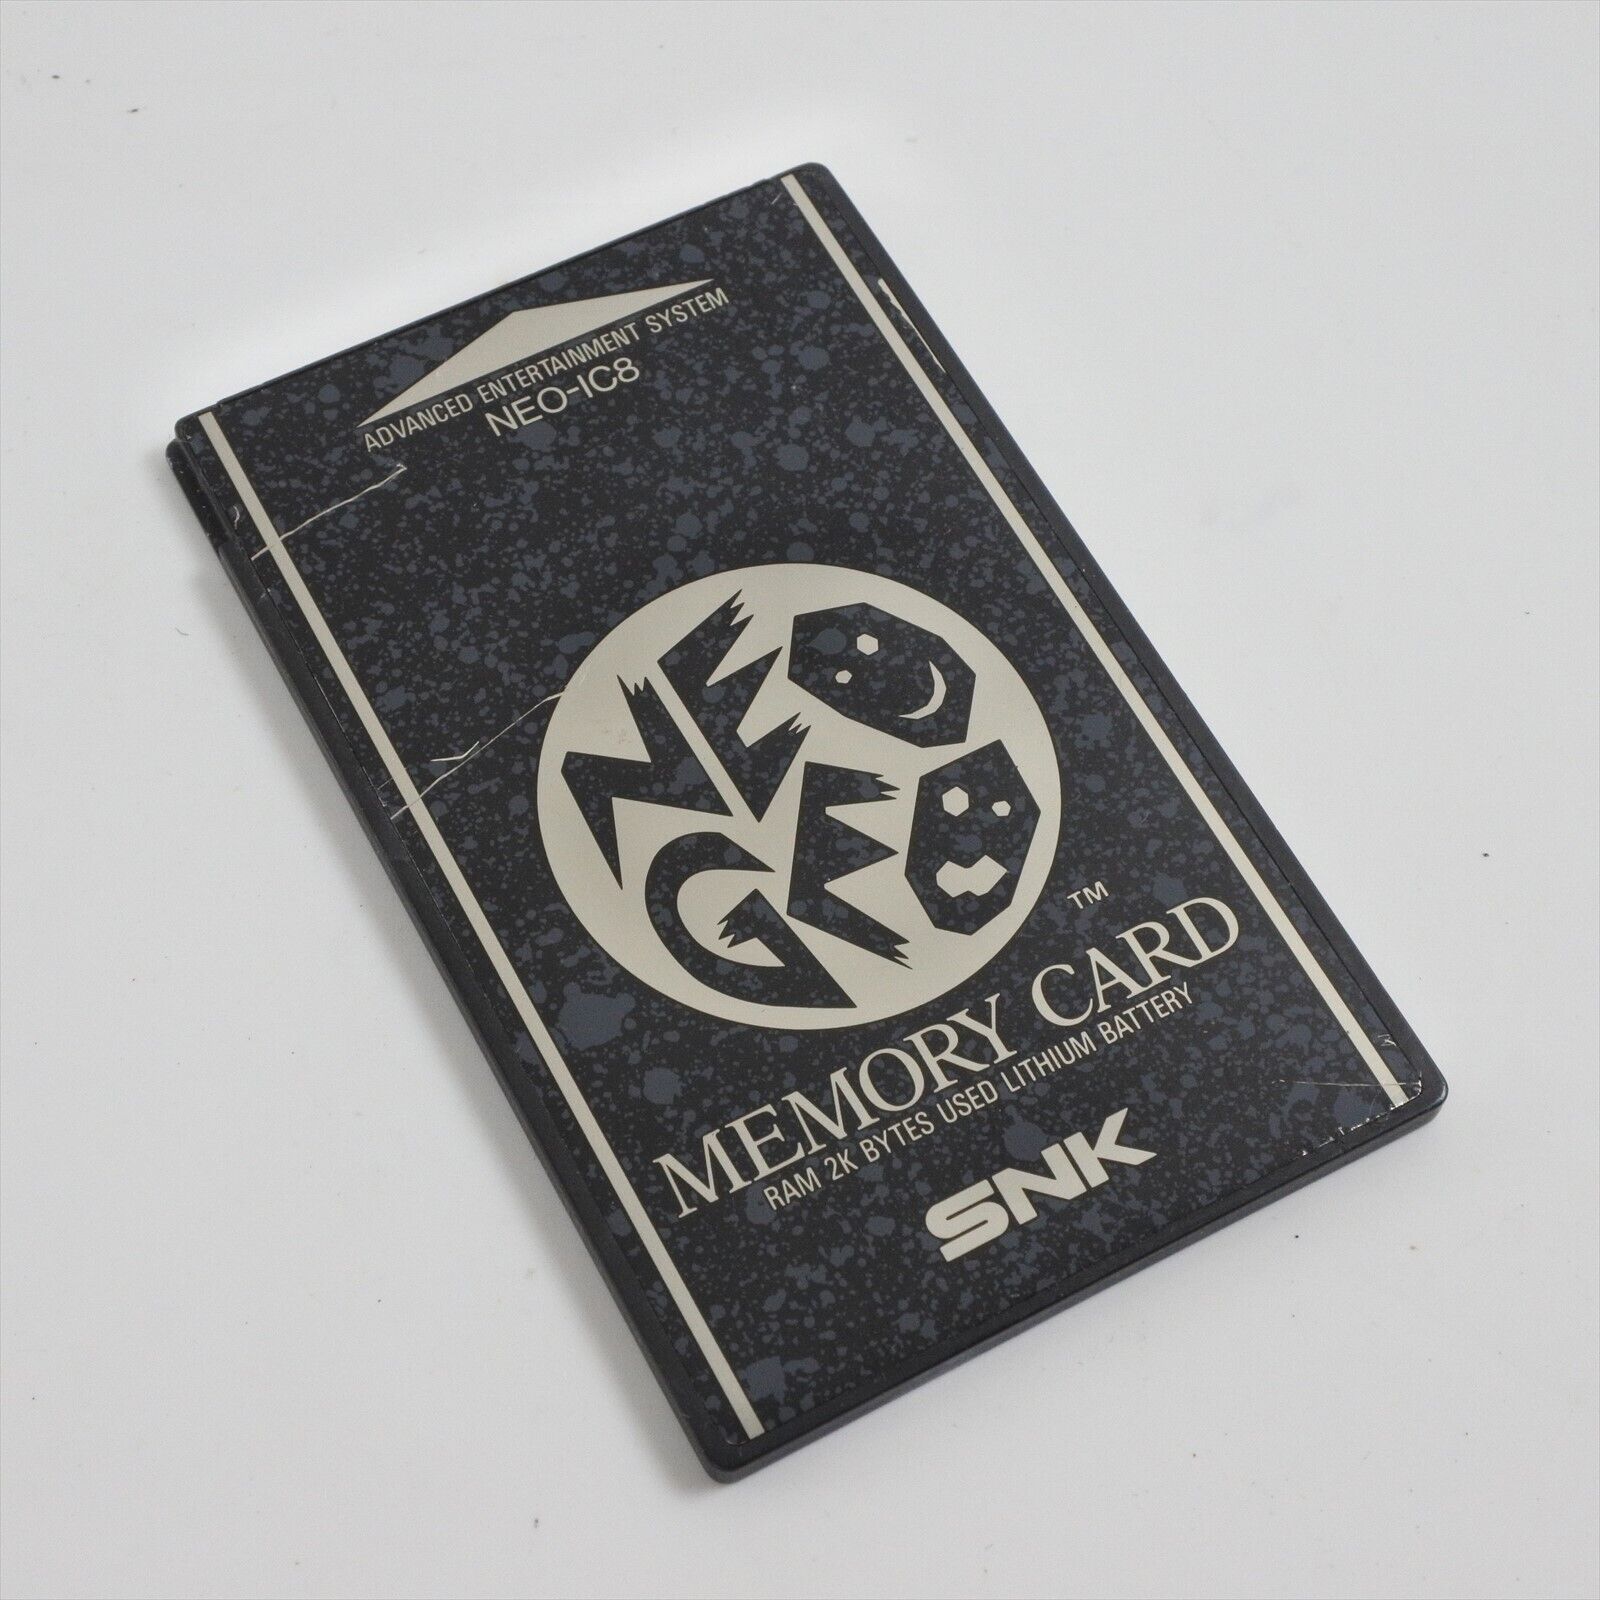 ADVANCED ENTERTAINMENT SYSTEM
NEO-IC8
NEO
GEO
TM
MEMORY CARD
RAM 2K BYTES USED LITHIUM BATTERY
SNK